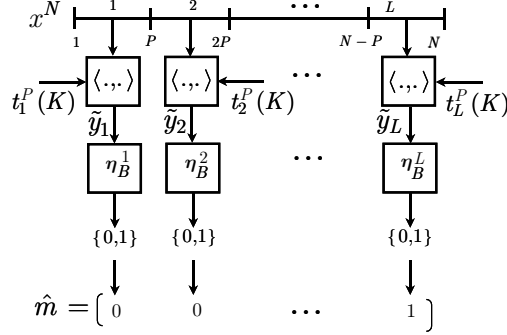 1 2 ... L
x^N
1 P 2P N-P N
⟨.,.⟩ ⟨.,.⟩ ... ⟨.,.⟩
t_1^P(K) t_2^P(K) t_L^P(K)
ỹ_1 ỹ_2 ỹ_L
η_B^1 η_B^2 ... η_B^L
{0,1} {0,1} {0,1}
m̂ = ( 0 0 ... 1 )